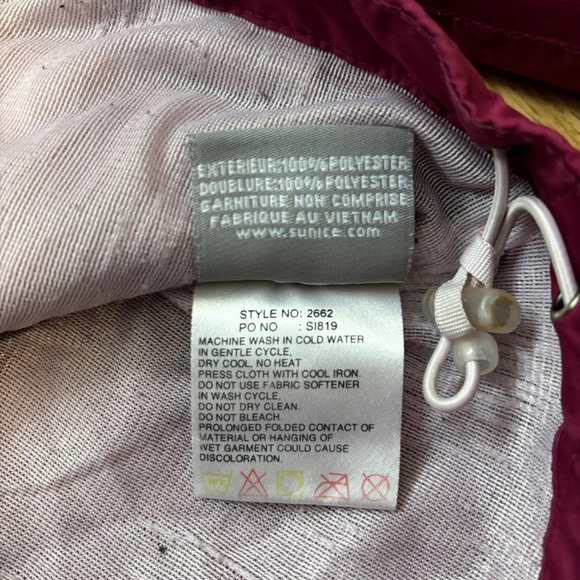 EXTERIEUR:100%POLYESTER
DOUBLURE:100%POLYESTER
GARNITURE NON COMPRISE
FABRIQUE AU VIETNAM
www.sunice.com
STYLE NO: 2662
PO NO : SI819
MACHINE WASH IN COLD WATER
IN GENTLE CYCLE,
DRY COOL, NO HEAT
PRESS CLOTH WITH COOL IRON.
DO NOT USE FABRIC SOFTENER
IN WASH CYCLE,
DO NOT DRY CLEAN.
DO NOT BLEACH.
PROLONGED FOLDED CONTACT OF
MATERIAL OR HANGING OF
WET GARMENT COULD CAUSE
DISCOLORATION.